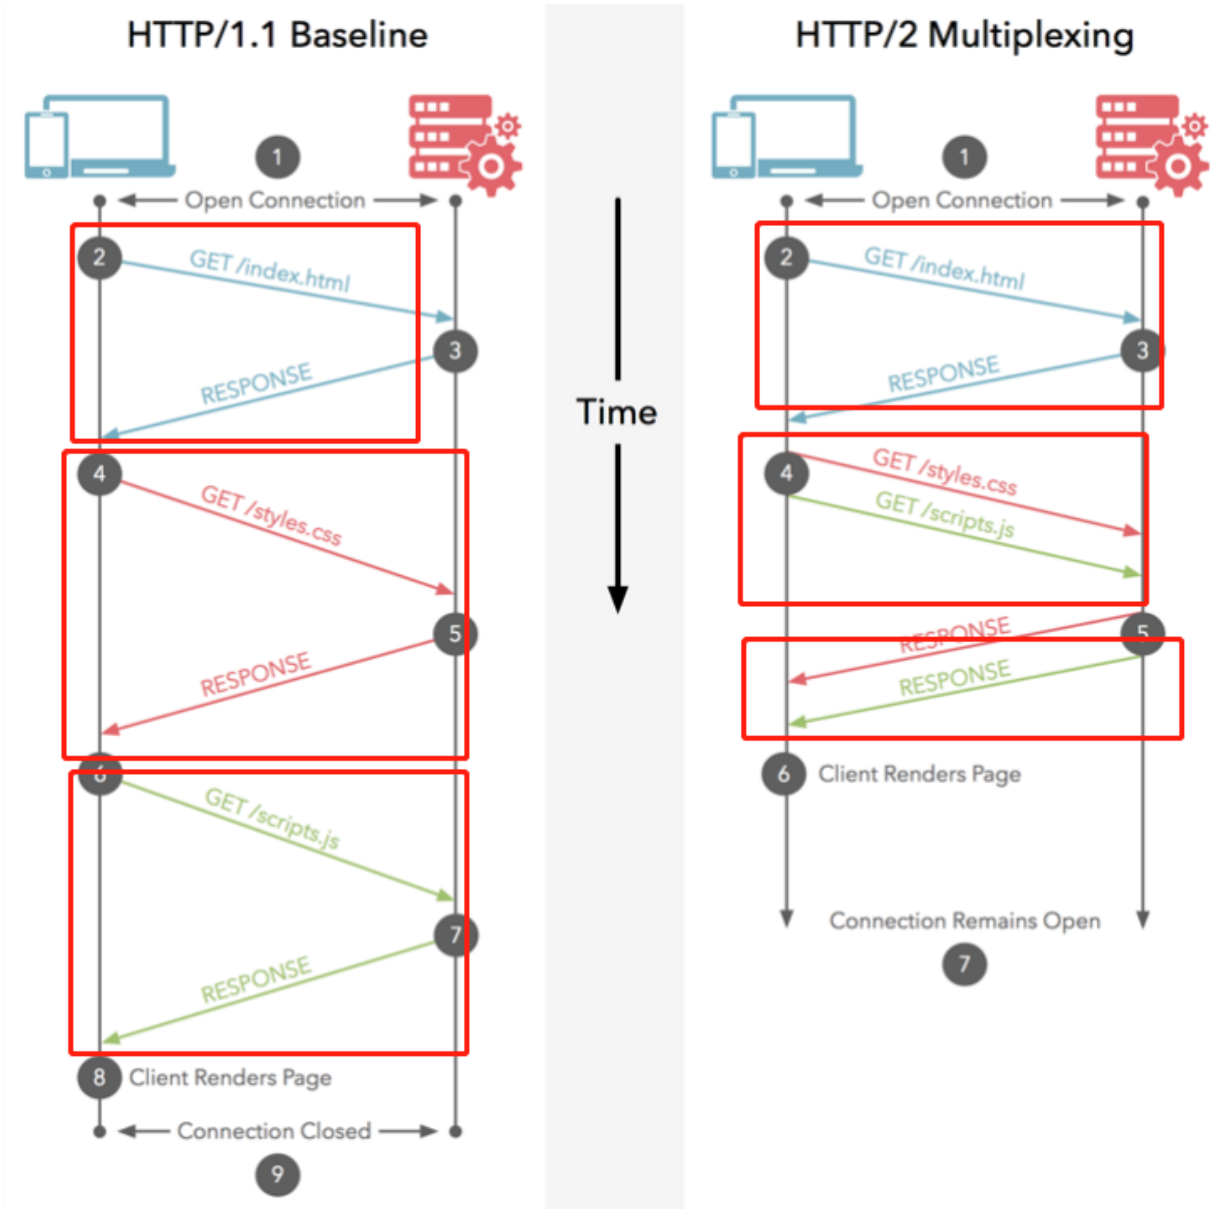 HTTP/1.1 Baseline
1
Open Connection
2
GET /index.html
3
RESPONSE
4
GET /styles.css
5
RESPONSE
6
GET /scripts.js
7
RESPONSE
8
Client Renders Page
Connection Closed
9
Time
HTTP/2 Multiplexing
1
Open Connection
2
GET /index.html
3
RESPONSE
4
GET /styles.css
GET /scripts.js
5
RESPONSE
RESPONSE
6
Client Renders Page
Connection Remains Open
7